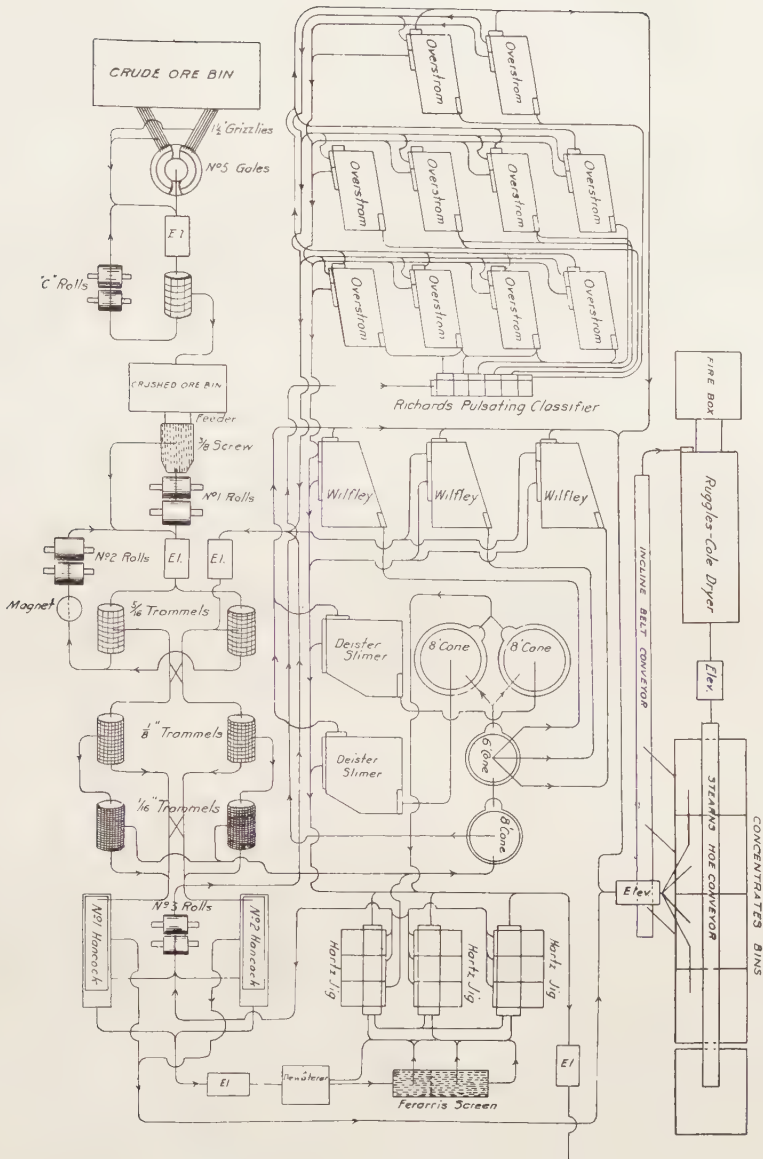 CRUDE ORE BIN
1½" Grizzlies
Nº5 Gates
El.
"C" Rolls
CRUSHED ORE BIN
Feeder
3/8 Screw
Nº1 Rolls
Nº2 Rolls
El.
El.
Magnet
5/16 Trammels
1/8" Trammels
1/16" Trammels
Nº3 Rolls
Nº1 Hancock
Nº2 Hancock
El
Dewaterer
Ferarris Screen
Overstrom
Overstrom
Overstrom
Overstrom
Overstrom
Overstrom
Overstrom
Overstrom
Overstrom
Overstrom
Richards Pulsating Classifier
Wilfley
Wilfley
Wilfley
Deister
Slimer
Deister
Slimer
8'Cone
8'Cone
6'Cone
8'Cone
Hartz Jig
Hartz Jig
Hartz Jig
El
FIRE BOX
Ruggles-Cole Dryer
INCLINE BELT CONVEYOR
Elev.
Elev.
STEARNS HOE CONVEYOR
CONCENTRATES BINS